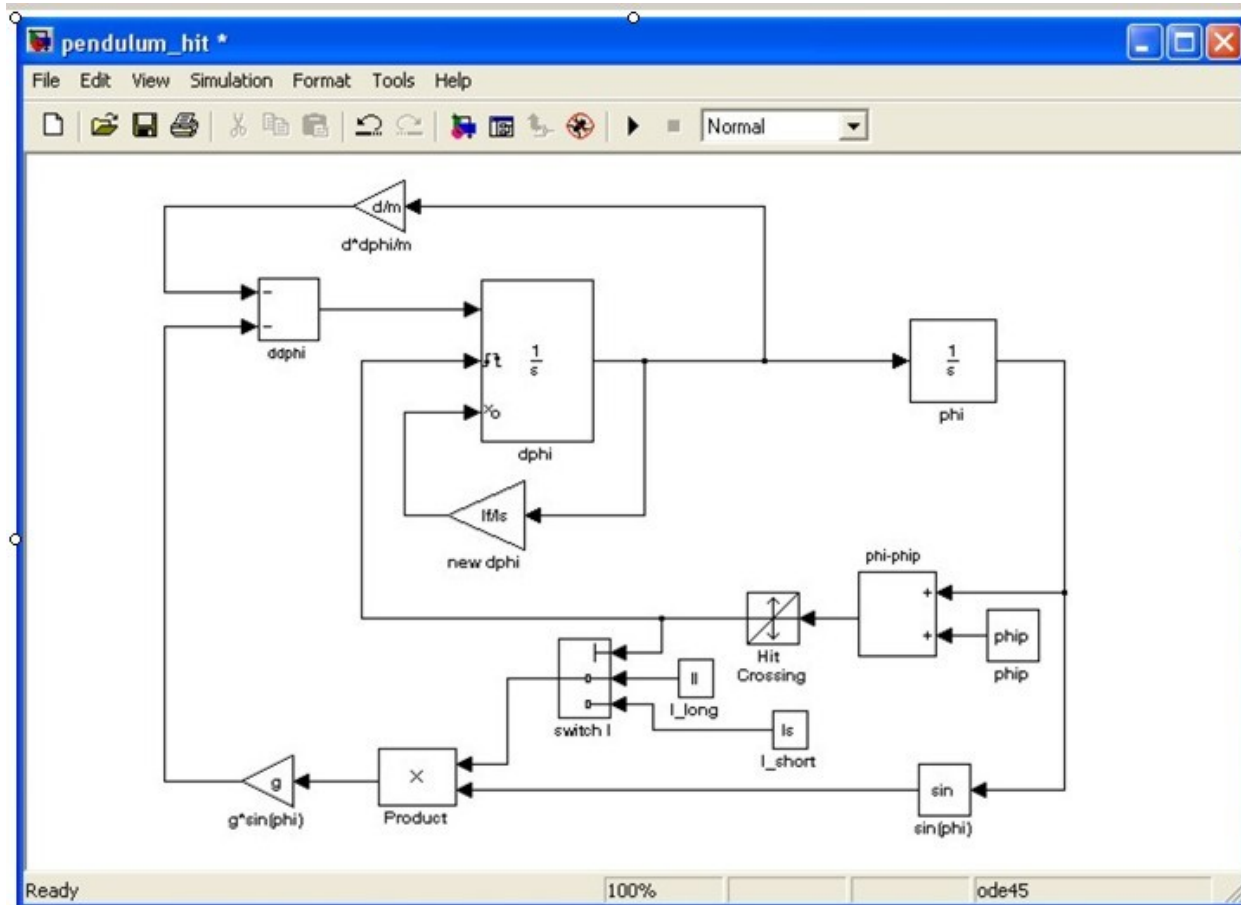 pendulum_hit *
File Edit View Simulation Format Tools Help
Normal
d/m
d*dphi/m
−
−
ddphi
1
s
xo
dphi
1
s
phi
lf/ls
new dphi
phi-phip
+
+
phip
phip
Hit
Crossing
ll
l_long
switch l
ls
l_short
g
g*sin(phi)
×
Product
sin
sin(phi)
Ready 100% ode45